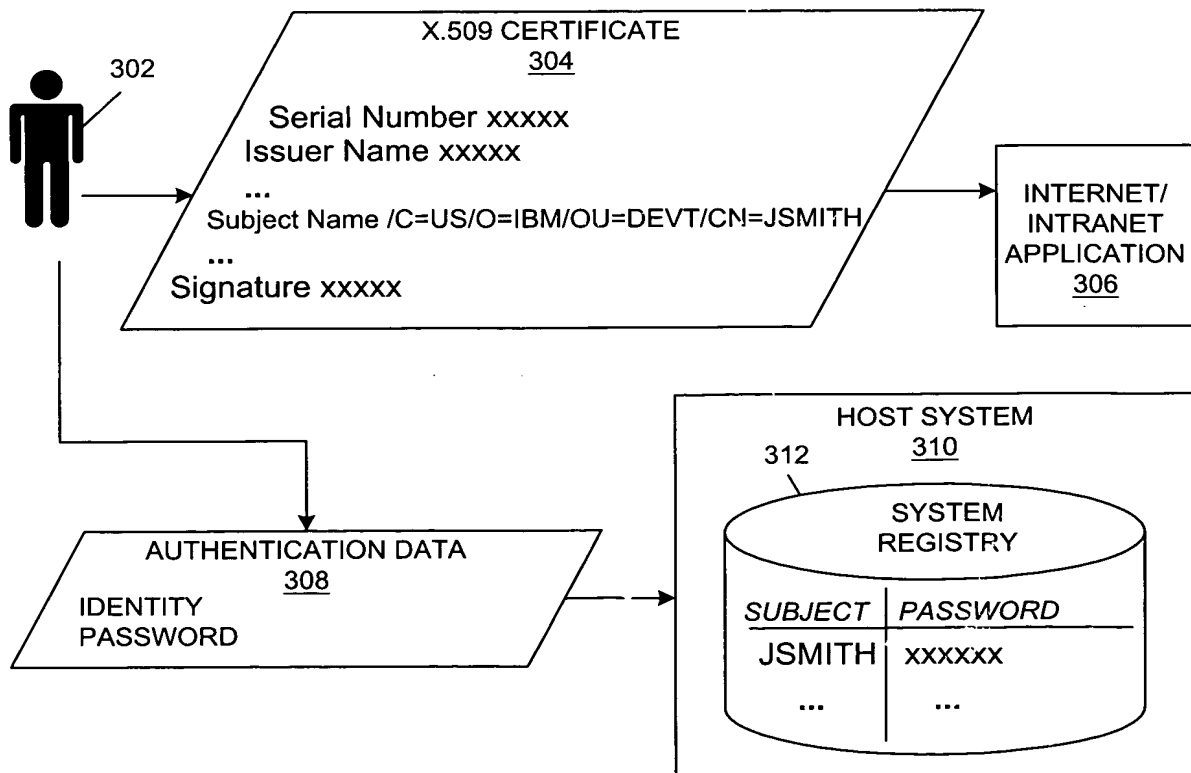 302
X.509 CERTIFICATE
304
Serial Number xxxxx
Issuer Name xxxxx
...
Subject Name /C=US/O=IBM/OU=DEVT/CN=JSMITH
...
Signature xxxxx
INTERNET/
INTRANET
APPLICATION
306
AUTHENTICATION DATA
308
IDENTITY
PASSWORD
HOST SYSTEM
310
312
SYSTEM
REGISTRY
SUBJECT PASSWORD
JSMITH xxxxxx
... ...